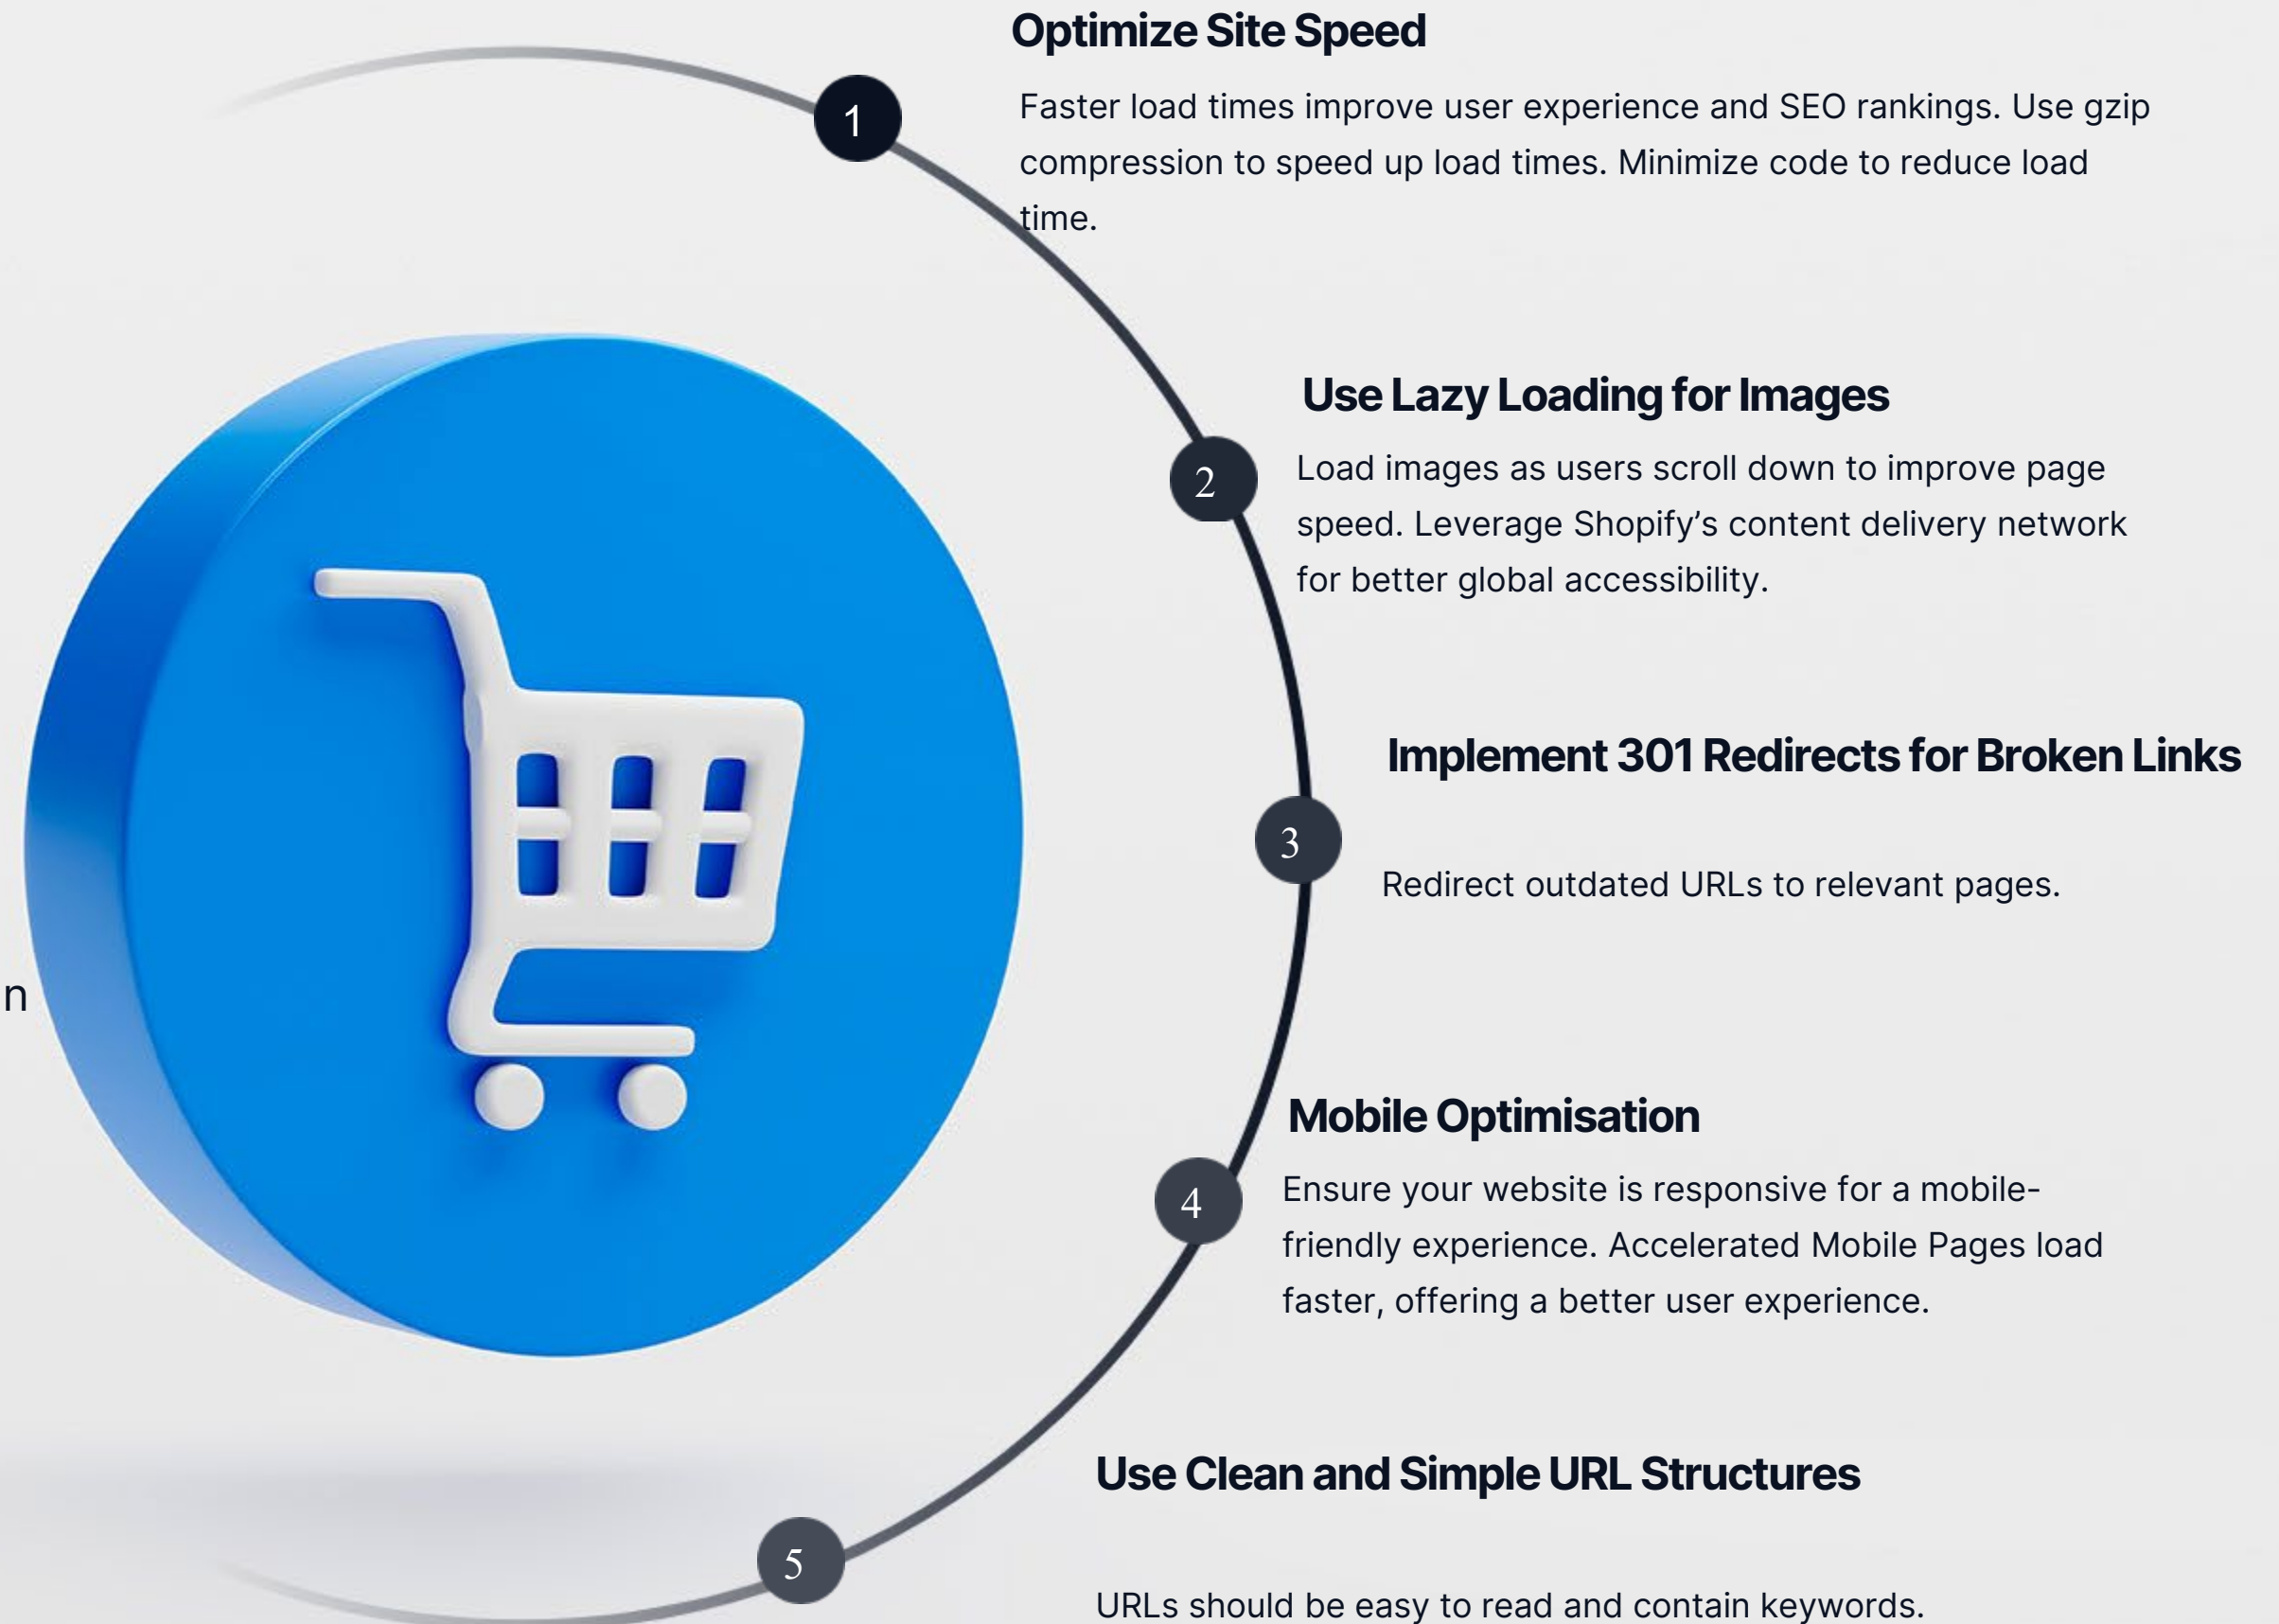 Optimize Site Speed
1
Faster load times improve user experience and SEO rankings. Use gzip
compression to speed up load times. Minimize code to reduce load
time.
Use Lazy Loading for Images
2
Load images as users scroll down to improve page
speed. Leverage Shopify’s content delivery network
for better global accessibility.
Implement 301 Redirects for Broken Links
3
Redirect outdated URLs to relevant pages.
n
Mobile Optimisation
4
Ensure your website is responsive for a mobile-
friendly experience. Accelerated Mobile Pages load
faster, offering a better user experience.
Use Clean and Simple URL Structures
5
URLs should be easy to read and contain keywords.